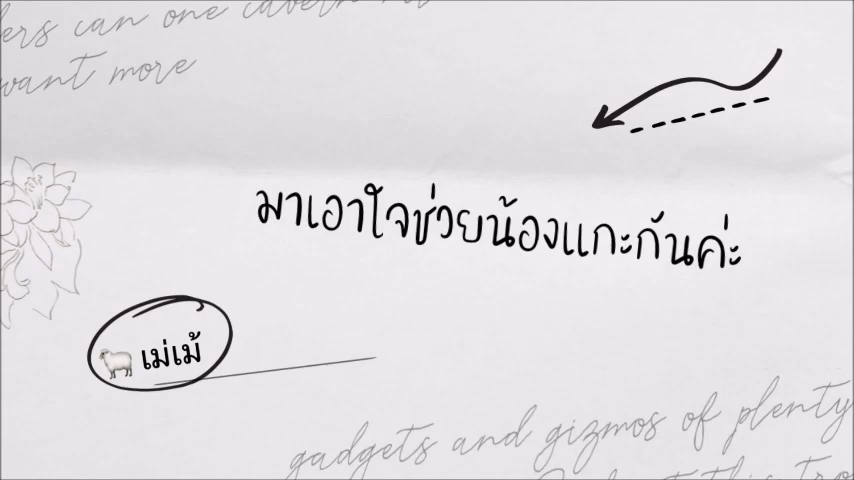 can one
want more
มาเอาใจช่วยน้องแกะกันค่ะ
เม่เม้
gadgets and gizmos of plenty